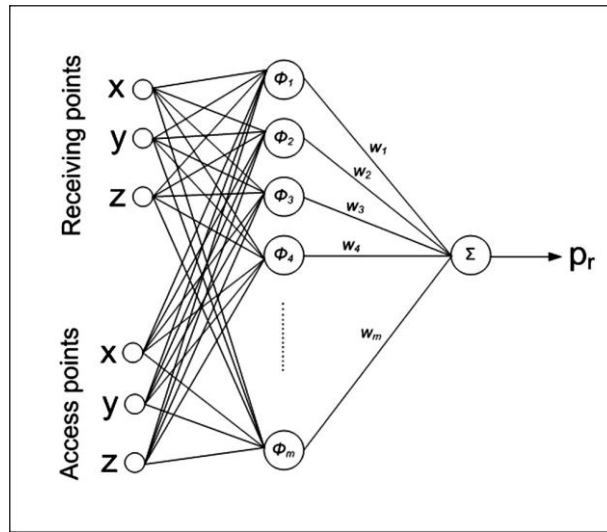 Receiving points
x
y
z
Access points
x
y
z
Φ1
Φ2
Φ3
Φ4
Φm
w1
w2
w3
w4
wm
Σ
pr